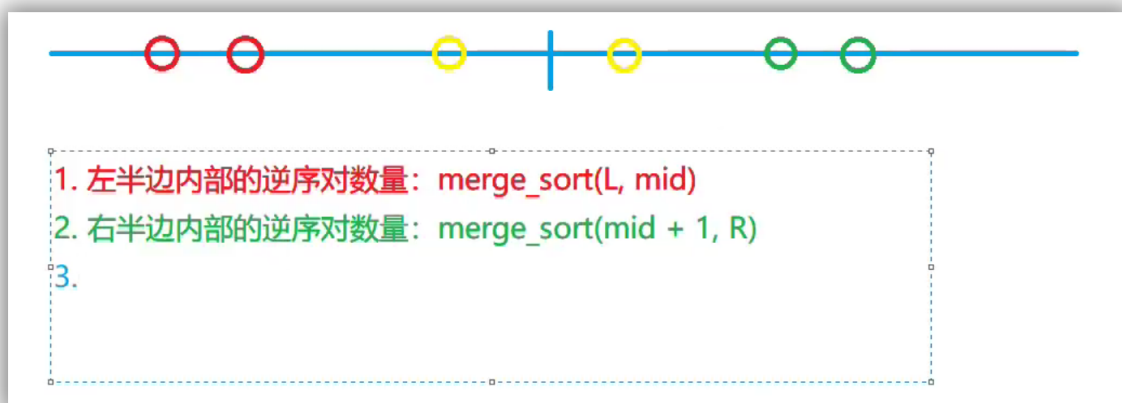 1. 左半边内部的逆序对数量：merge_sort(L, mid)
2. 右半边内部的逆序对数量：merge_sort(mid + 1, R)
3.